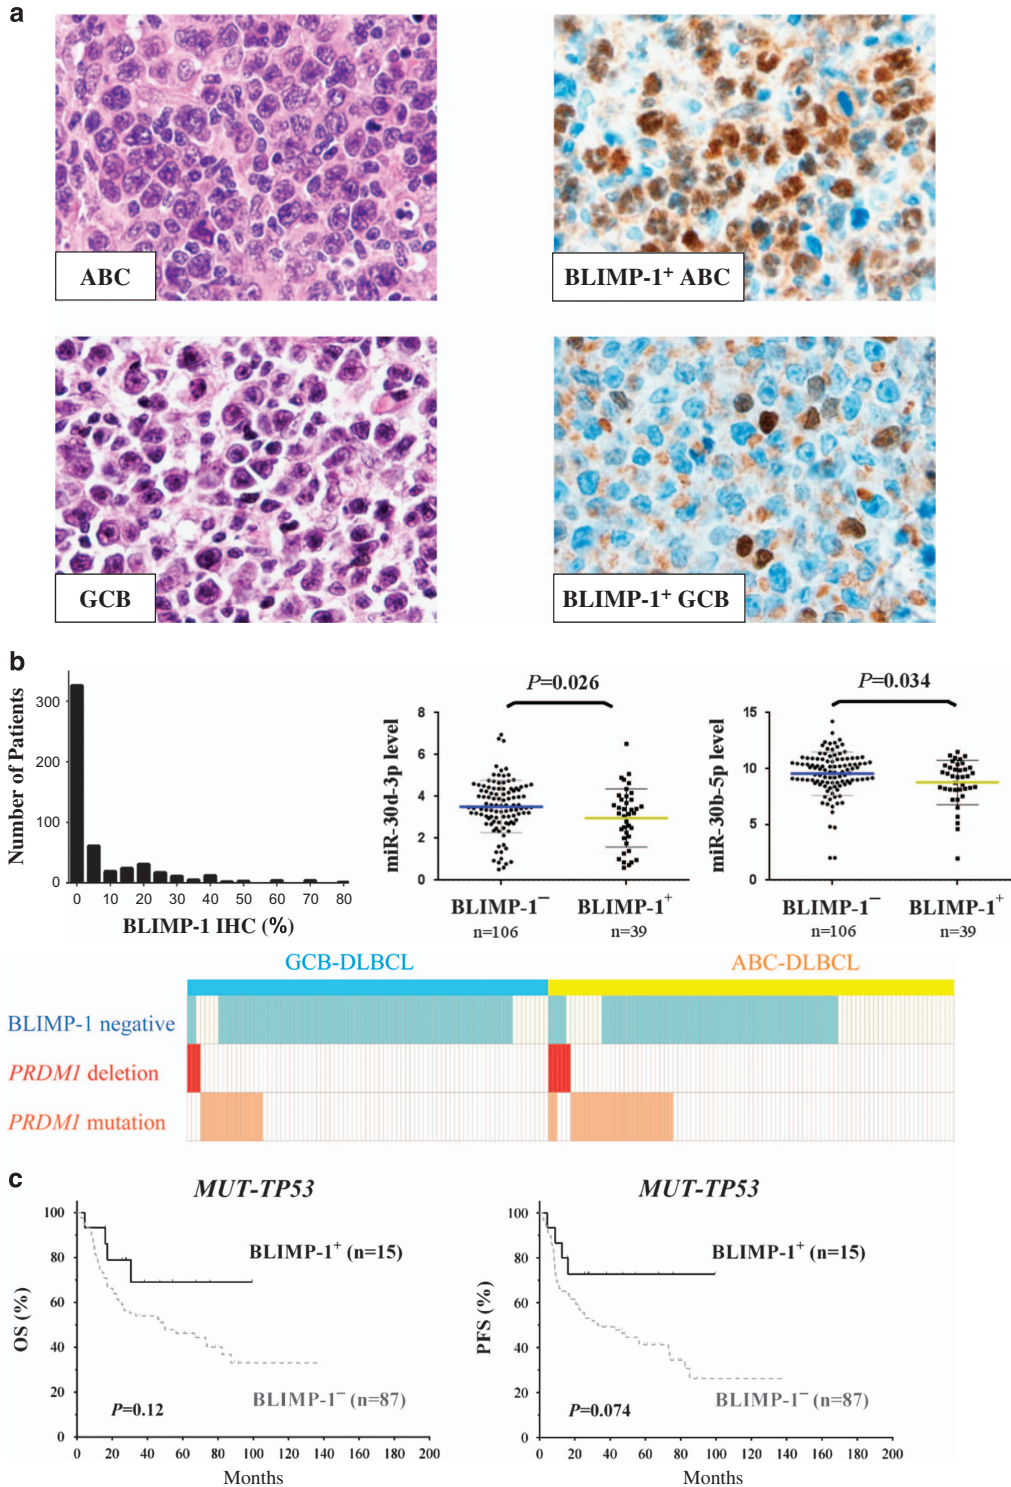 a
ABC
BLIMP-1+ ABC
GCB
BLIMP-1+ GCB
b
Number of Patients
300
200
100
0
0 10 20 30 40 50 60 70 80
BLIMP-1 IHC (%)
P=0.026
miR-30d-3p level
8
6
4
2
0
BLIMP-1− BLIMP-1+
n=106 n=39
P=0.034
miR-30b-5p level
15
10
5
0
BLIMP-1− BLIMP-1+
n=106 n=39
GCB-DLBCL ABC-DLBCL
BLIMP-1 negative
PRDM1 deletion
PRDM1 mutation
c
MUT-TP53
OS (%)
100
80
60
40
20
0
BLIMP-1+ (n=15)
BLIMP-1− (n=87)
P=0.12
0 20 40 60 80 100 120 140 160 180 200
Months
MUT-TP53
PFS (%)
100
80
60
40
20
0
BLIMP-1+ (n=15)
BLIMP-1− (n=87)
P=0.074
0 20 40 60 80 100 120 140 160 180 200
Months